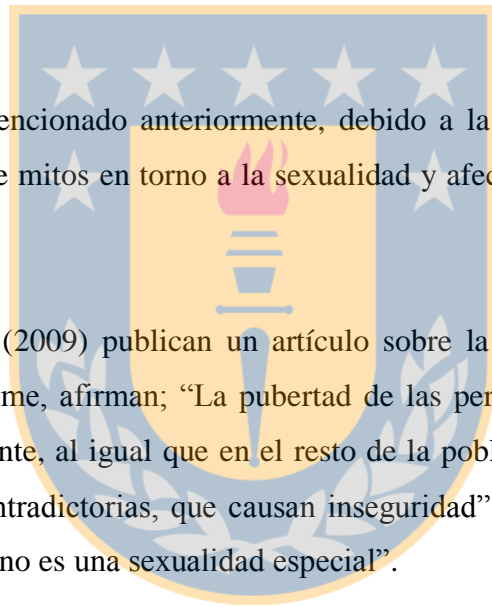 encionado anteriormente, debido a la
e mitos en torno a la sexualidad y afec
(2009) publican un artículo sobre la
me, afirman; “La pubertad de las per
nte, al igual que en el resto de la pobl
ntradictorias, que causan inseguridad”
no es una sexualidad especial”.